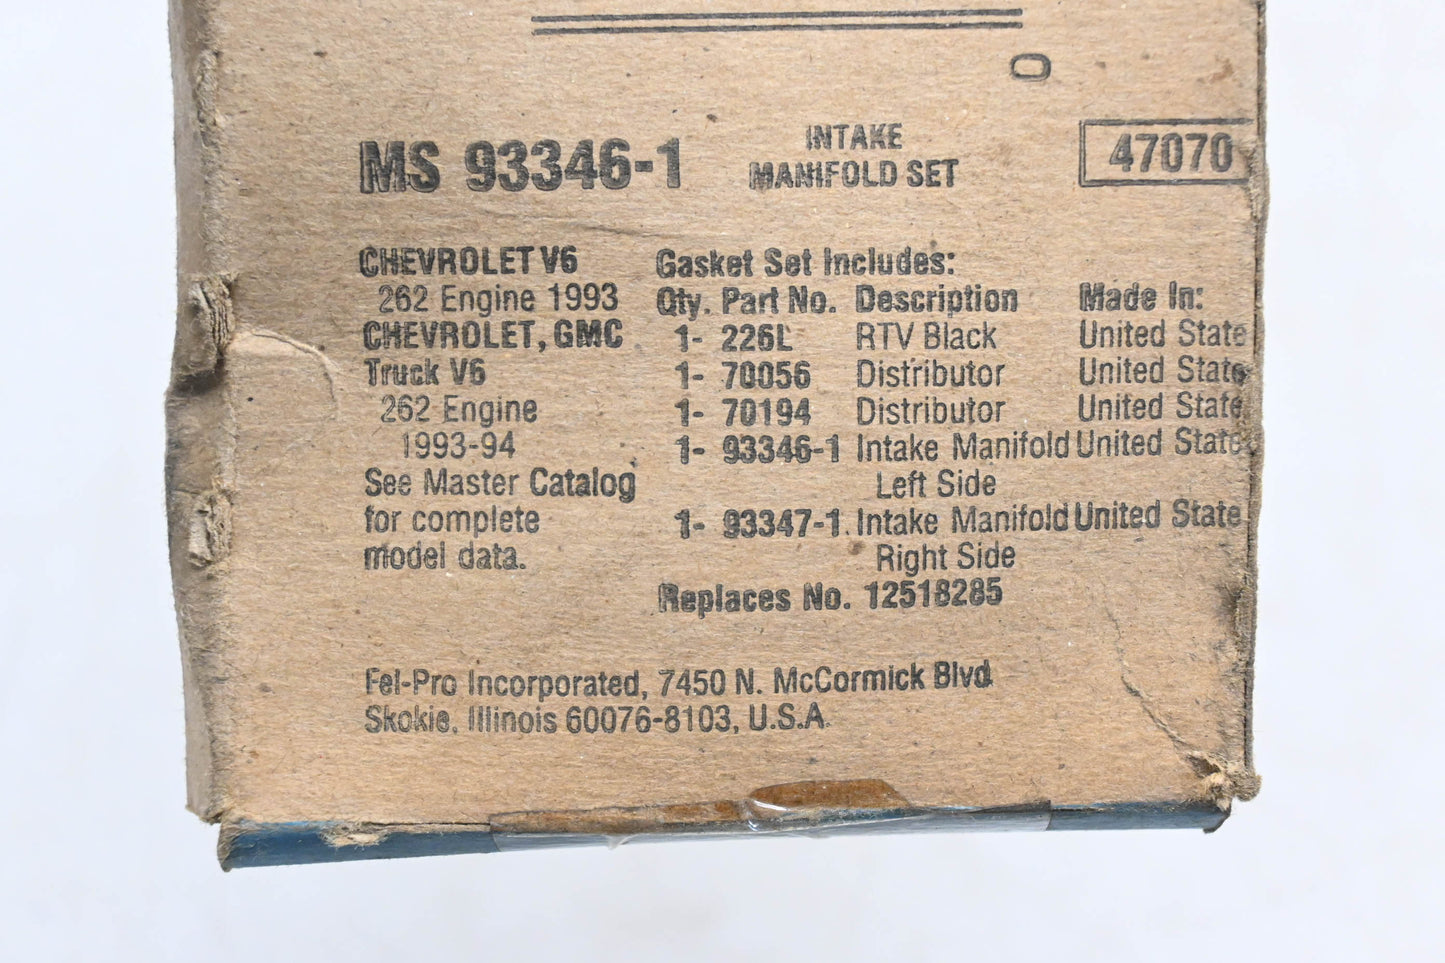 O
MS 93346-1
INTAKE
MANIFOLD SET
47070
CHEVROLET V6
262 Engine 1993
CHEVROLET, GMC
Truck V6
262 Engine
1993-94
See Master Catalog
for complete
model data.
Gasket Set Includes:
Qty. Part No. Description Made In:
1- 226L RTV Black United State
1- 70056 Distributor United State
1- 70194 Distributor United State
1- 93346-1 Intake Manifold United State
Left Side
1- 93347-1 Intake Manifold United State
Right Side
Replaces No. 12518285
Fel-Pro Incorporated, 7450 N. McCormick Blvd
Skokie, Illinois 60076-8103, U.S.A.